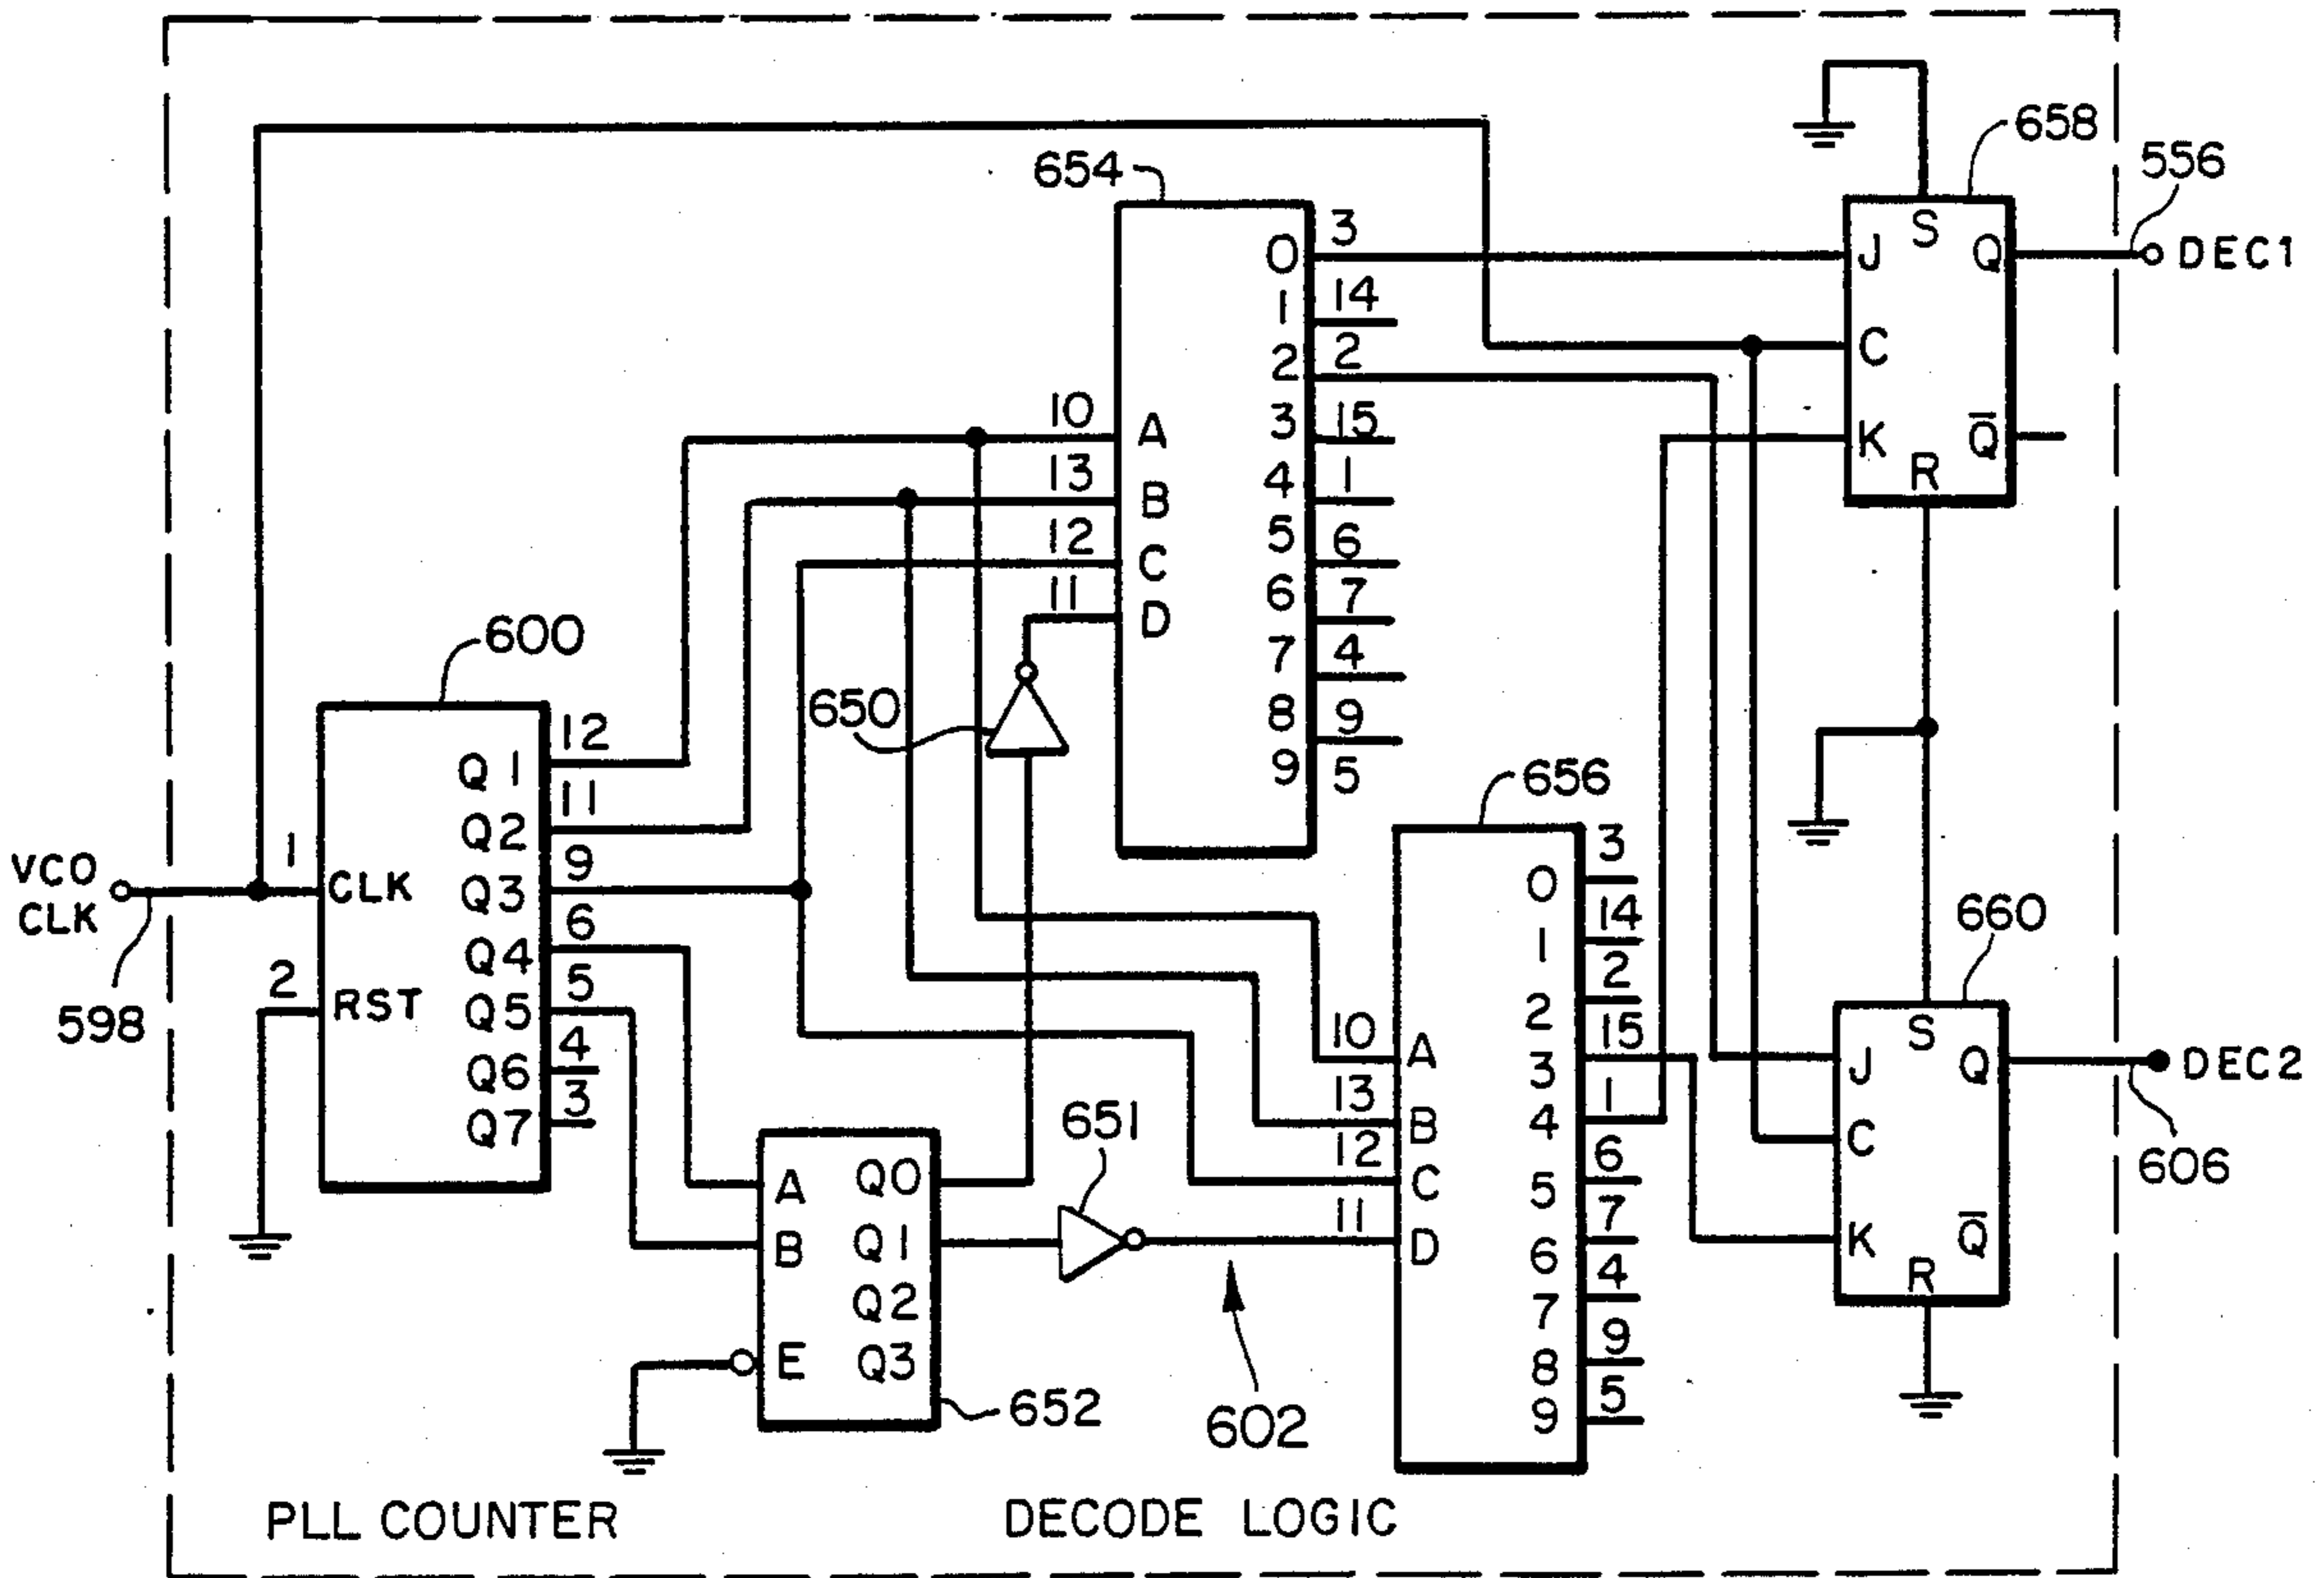 658
556
DEC1
654
S
J
Q
C
K
Q̅
R
0 3
1 14
2 2
3 15
4 1
5 6
6 7
7 4
8 9
9 5
10 A
13 B
12 C
11 D
650
600
VCO
CLK
598
1 CLK
2 RST
Q1 12
Q2 11
Q3 9
Q4 6
Q5 5
Q6 4
Q7 3
A Q0
B Q1
Q2
E Q3
652
651
602
656
10 A
13 B
12 C
11 D
0 3
1 14
2 2
3 15
4 1
5 6
6 7
7 4
8 9
9 5
660
S
J
Q
C
K
Q̅
R
DEC2
606
PLL COUNTER
DECODE LOGIC